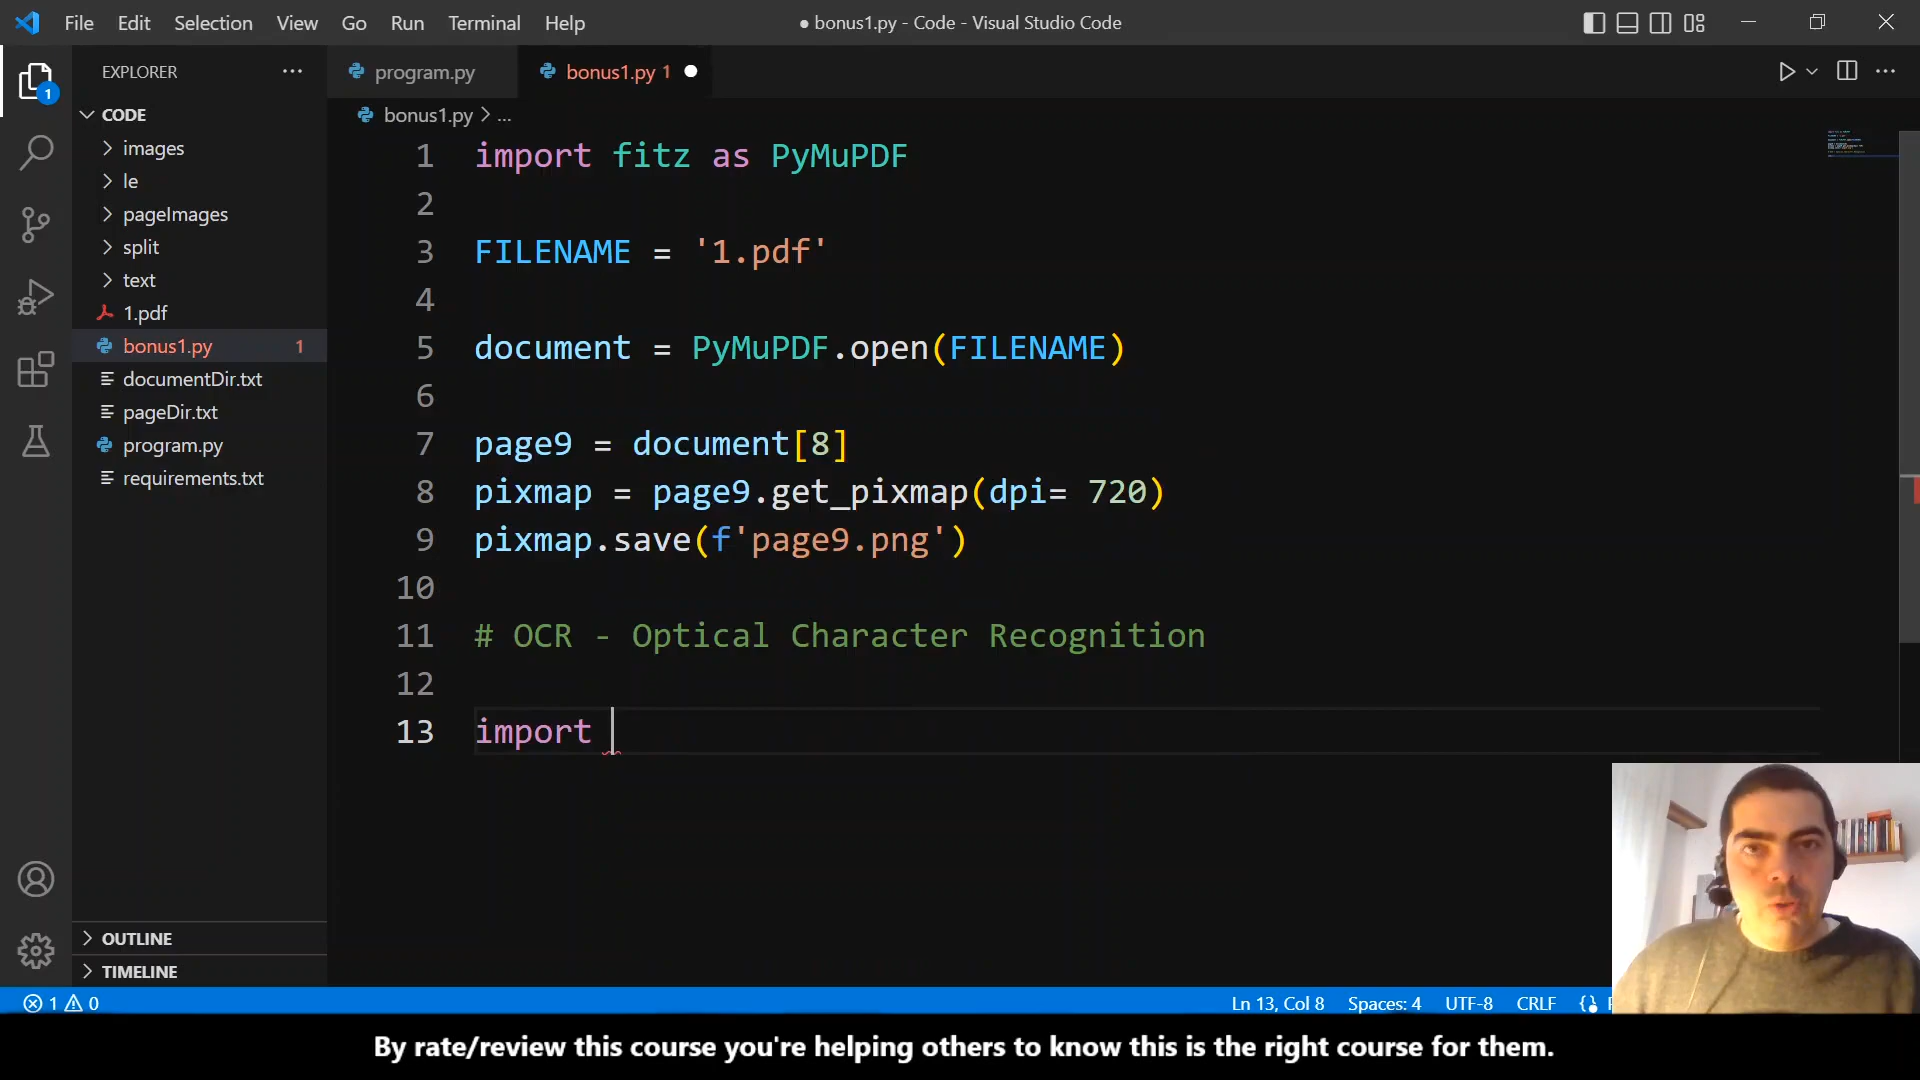 File Edit Selection View Go Run Terminal Help
● bonus1.py - Code - Visual Studio Code
EXPLORER
program.py
bonus1.py 1
CODE
bonus1.py > ...
images
le
pageImages
split
text
1.pdf
bonus1.py 1
documentDir.txt
pageDir.txt
program.py
requirements.txt
1 import fitz as PyMuPDF
2
3 FILENAME = '1.pdf'
4
5 document = PyMuPDF.open(FILENAME)
6
7 page9 = document[8]
8 pixmap = page9.get_pixmap(dpi= 720)
9 pixmap.save(f'page9.png')
10
11 # OCR - Optical Character Recognition
12
13 import
1
OUTLINE
TIMELINE
1 0
Ln 13, Col 8 Spaces: 4 UTF-8 CRLF
By rate/review this course you're helping others to know this is the right course for them.